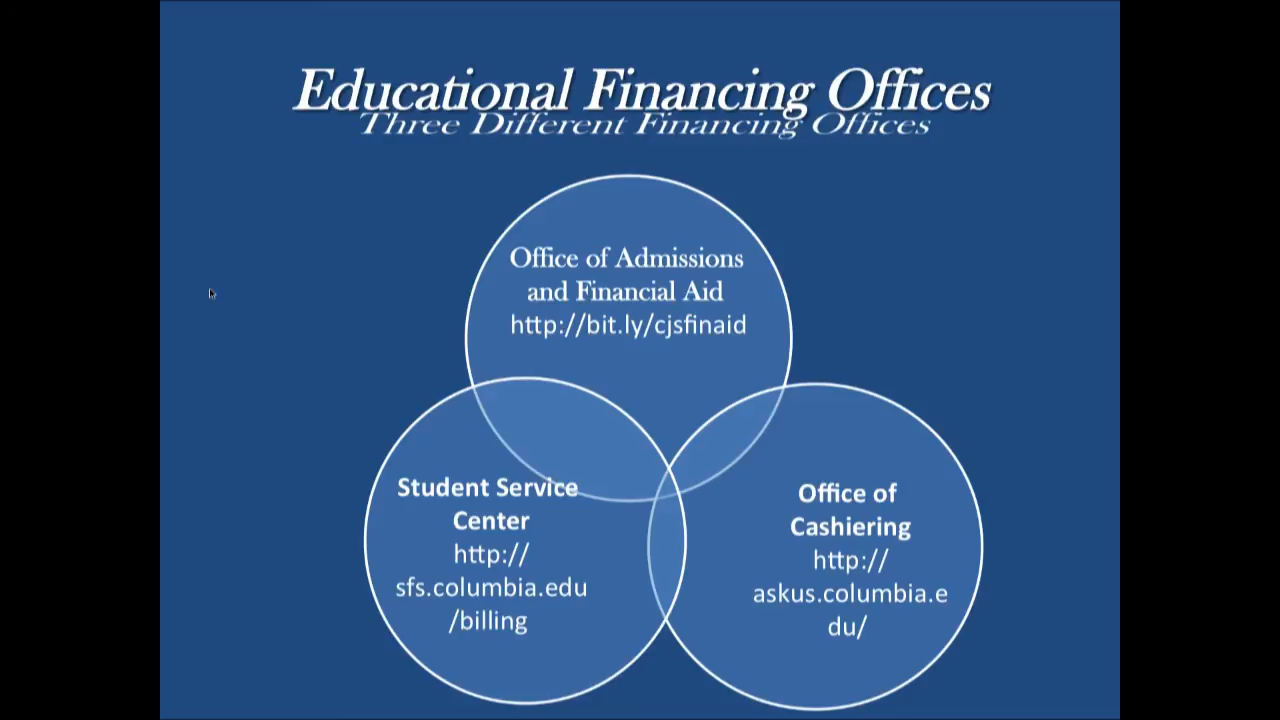 Educational Financing Offices
Three Different Financing Offices
Office of Admissions
and Financial Aid
http://bit.ly/cjsfinaid
Student Service
Center
http://
sfs.columbia.edu
/billing
Office of
Cashiering
http://
askus.columbia.e
du/